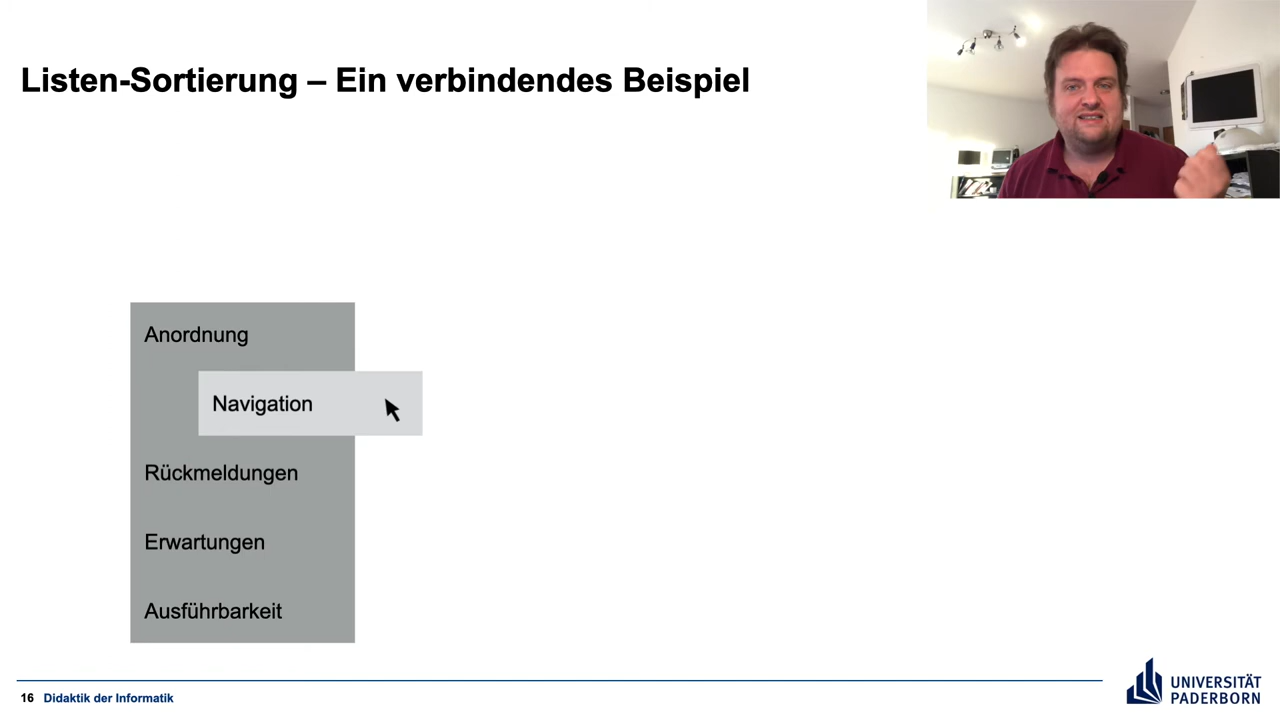 Listen-Sortierung – Ein verbindendes Beispiel
Anordnung
Navigation
Rückmeldungen
Erwartungen
Ausführbarkeit
16 Didaktik der Informatik
UNIVERSITÄT
PADERBORN